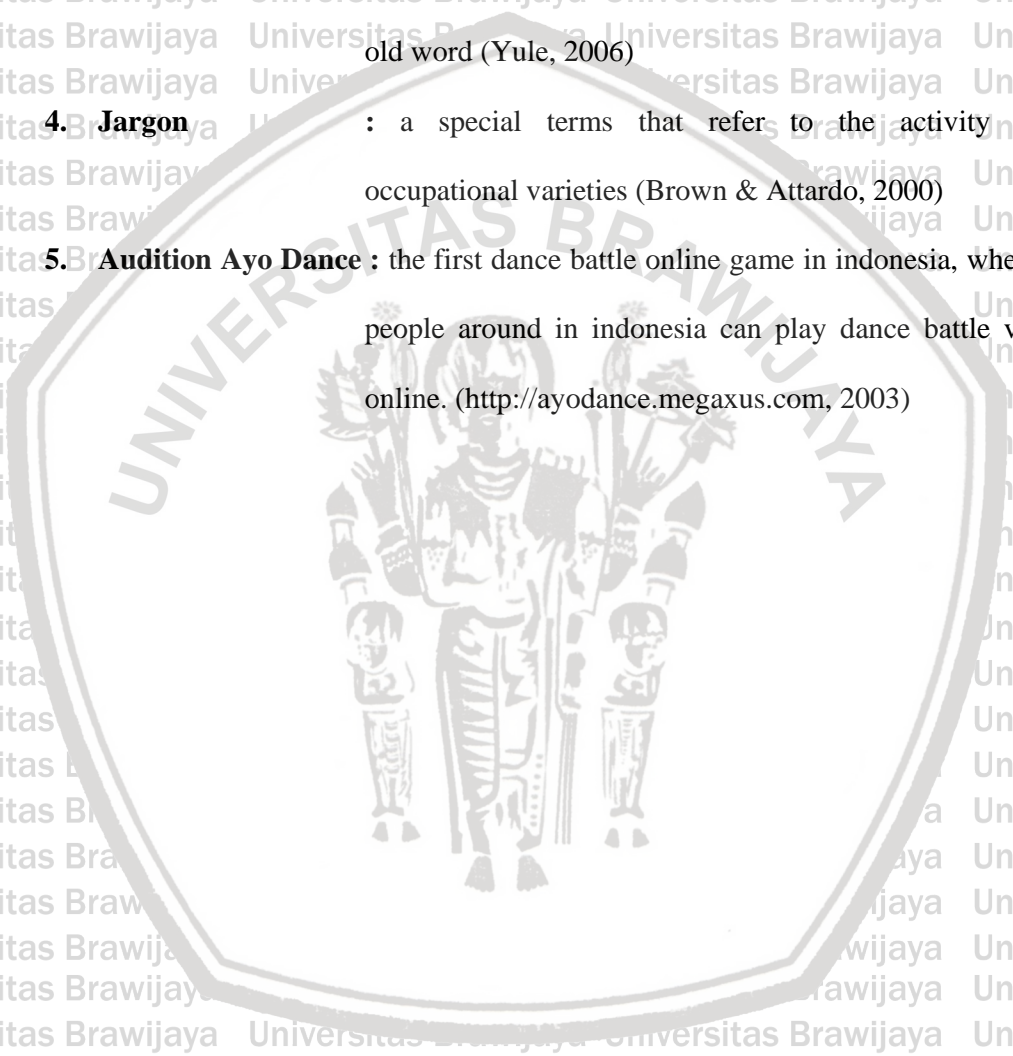 old word (Yule, 2006)
4. Jargon : a special terms that refer to the activity
occupational varieties (Brown & Attardo, 2000)
5. Audition Ayo Dance : the first dance battle online game in indonesia,
people around in indonesia can play dance battle
online. (http://ayodance.megaxus.com, 2003)
UNIVERSITAS BRAWIJAYA